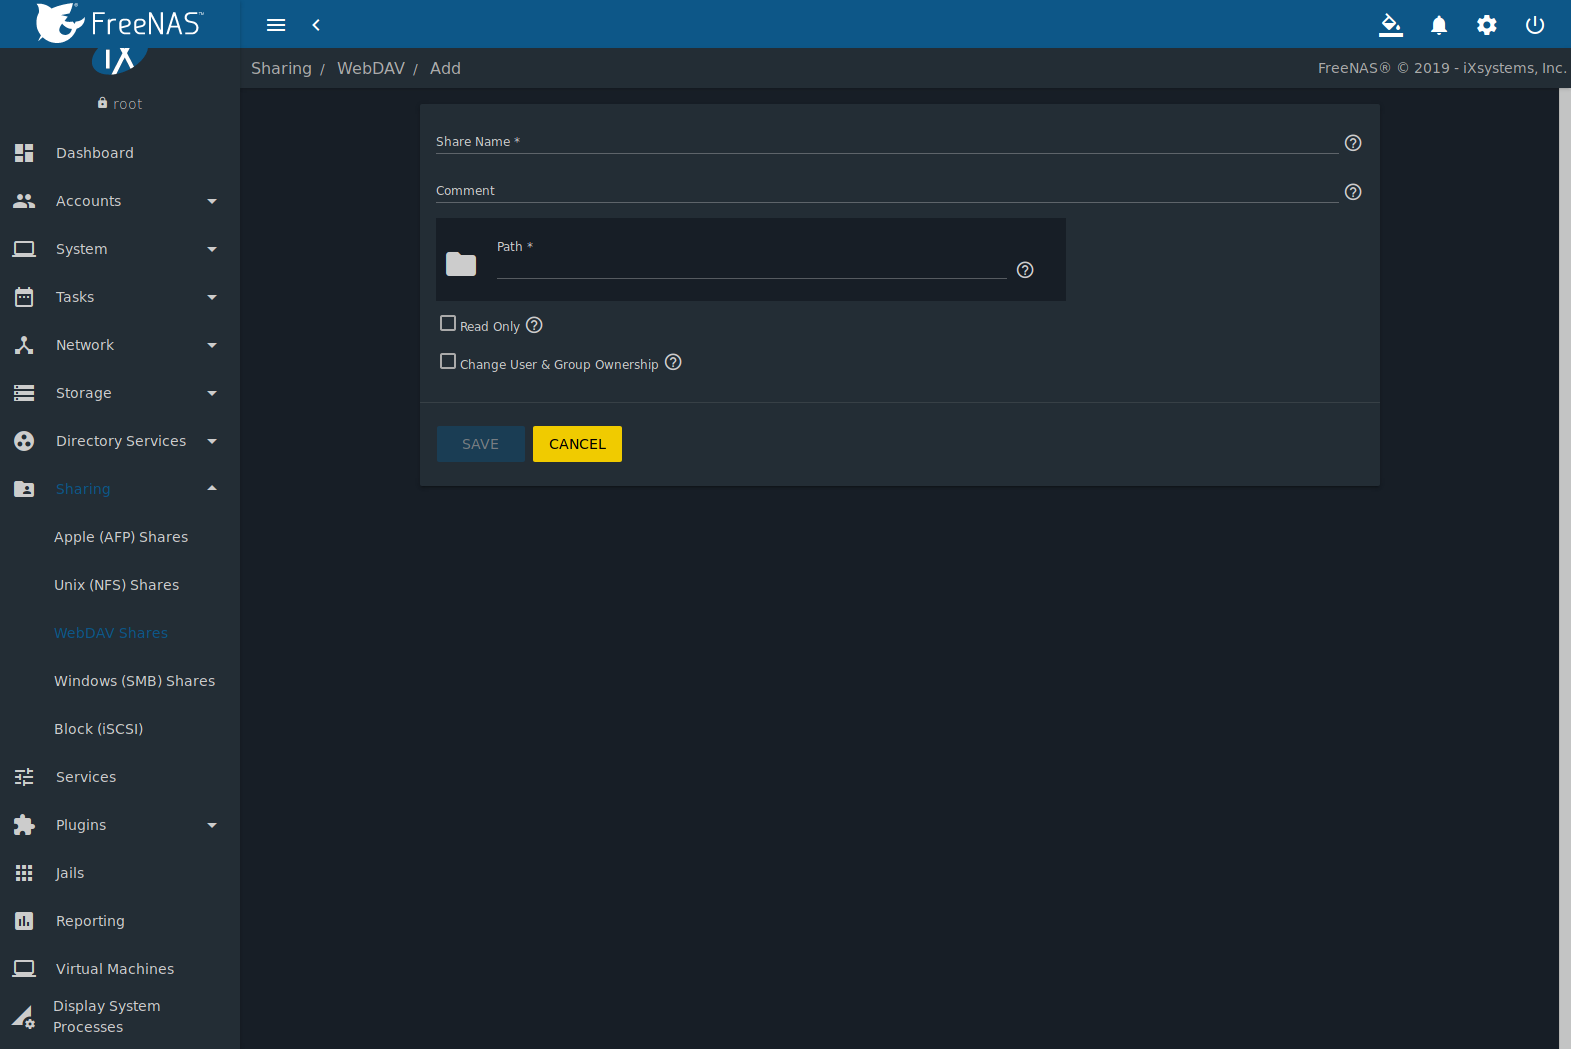 FreeNAS™
Sharing / WebDAV / Add
FreeNAS® © 2019 - iXsystems, Inc.
iX
root
Dashboard
Accounts
System
Tasks
Network
Storage
Directory Services
Sharing
Apple (AFP) Shares
Unix (NFS) Shares
WebDAV Shares
Windows (SMB) Shares
Block (iSCSI)
Services
Plugins
Jails
Reporting
Virtual Machines
Display System
Processes
Share Name *
Comment
Path *
Read Only
Change User & Group Ownership
SAVE
CANCEL